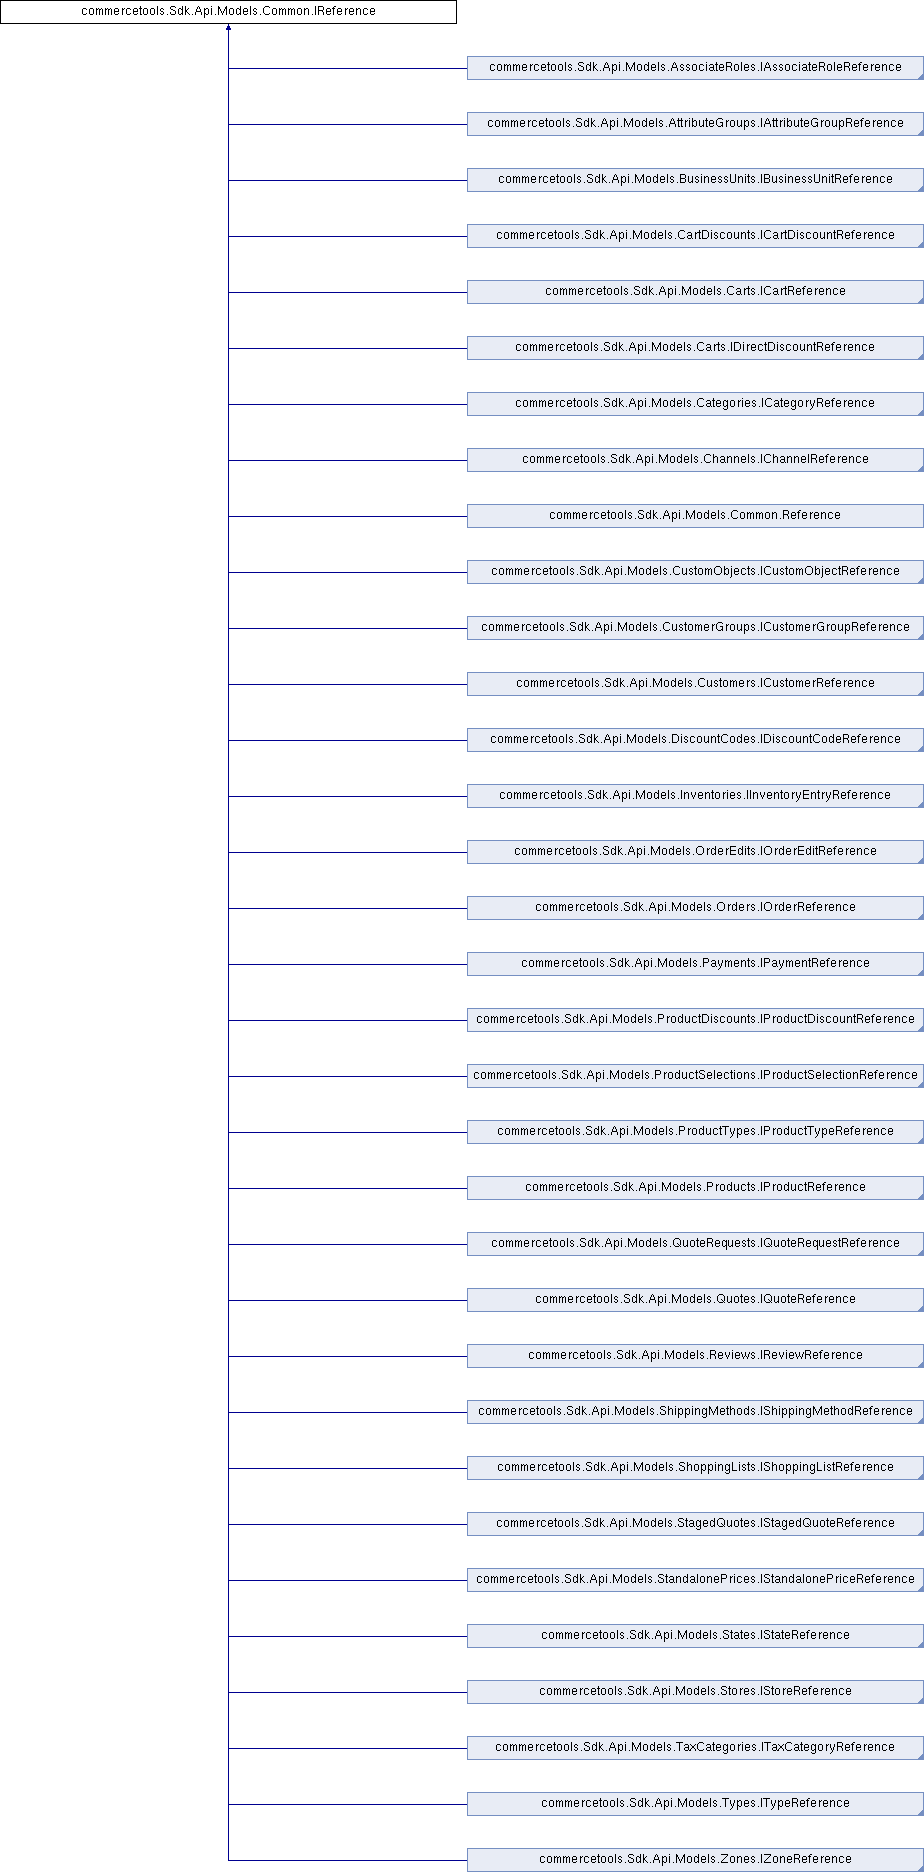 commercetools.Sdk.Api.Models.Common.IReference
commercetools.Sdk.Api.Models.AssociateRoles.IAssociateRoleReference
commercetools.Sdk.Api.Models.AttributeGroups.IAttributeGroupReference
commercetools.Sdk.Api.Models.BusinessUnits.IBusinessUnitReference
commercetools.Sdk.Api.Models.CartDiscounts.ICartDiscountReference
commercetools.Sdk.Api.Models.Carts.ICartReference
commercetools.Sdk.Api.Models.Carts.IDirectDiscountReference
commercetools.Sdk.Api.Models.Categories.ICategoryReference
commercetools.Sdk.Api.Models.Channels.IChannelReference
commercetools.Sdk.Api.Models.Common.Reference
commercetools.Sdk.Api.Models.CustomObjects.ICustomObjectReference
commercetools.Sdk.Api.Models.CustomerGroups.ICustomerGroupReference
commercetools.Sdk.Api.Models.Customers.ICustomerReference
commercetools.Sdk.Api.Models.DiscountCodes.IDiscountCodeReference
commercetools.Sdk.Api.Models.Inventories.IInventoryEntryReference
commercetools.Sdk.Api.Models.OrderEdits.IOrderEditReference
commercetools.Sdk.Api.Models.Orders.IOrderReference
commercetools.Sdk.Api.Models.Payments.IPaymentReference
commercetools.Sdk.Api.Models.ProductDiscounts.IProductDiscountReference
commercetools.Sdk.Api.Models.ProductSelections.IProductSelectionReference
commercetools.Sdk.Api.Models.ProductTypes.IProductTypeReference
commercetools.Sdk.Api.Models.Products.IProductReference
commercetools.Sdk.Api.Models.QuoteRequests.IQuoteRequestReference
commercetools.Sdk.Api.Models.Quotes.IQuoteReference
commercetools.Sdk.Api.Models.Reviews.IReviewReference
commercetools.Sdk.Api.Models.ShippingMethods.IShippingMethodReference
commercetools.Sdk.Api.Models.ShoppingLists.IShoppingListReference
commercetools.Sdk.Api.Models.StagedQuotes.IStagedQuoteReference
commercetools.Sdk.Api.Models.StandalonePrices.IStandalonePriceReference
commercetools.Sdk.Api.Models.States.IStateReference
commercetools.Sdk.Api.Models.Stores.IStoreReference
commercetools.Sdk.Api.Models.TaxCategories.ITaxCategoryReference
commercetools.Sdk.Api.Models.Types.ITypeReference
commercetools.Sdk.Api.Models.Zones.IZoneReference